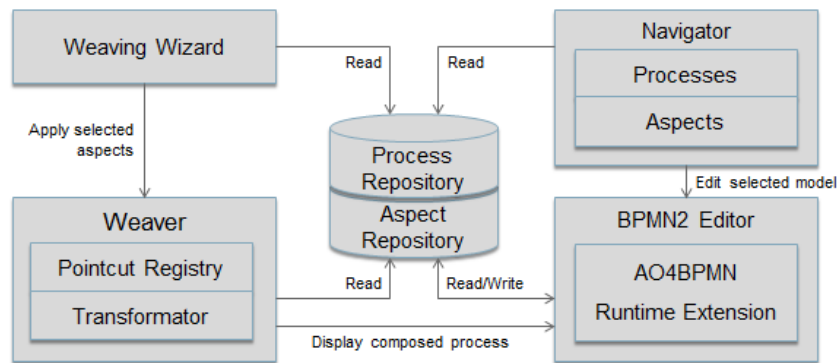 Weaving Wizard
Read
Read
Navigator
Processes
Aspects
Apply selected
aspects
Process
Repository
Aspect
Repository
Edit selected model
Weaver
Pointcut Registry
Transformator
Read
Read/Write
BPMN2 Editor
AO4BPMN
Runtime Extension
Display composed process